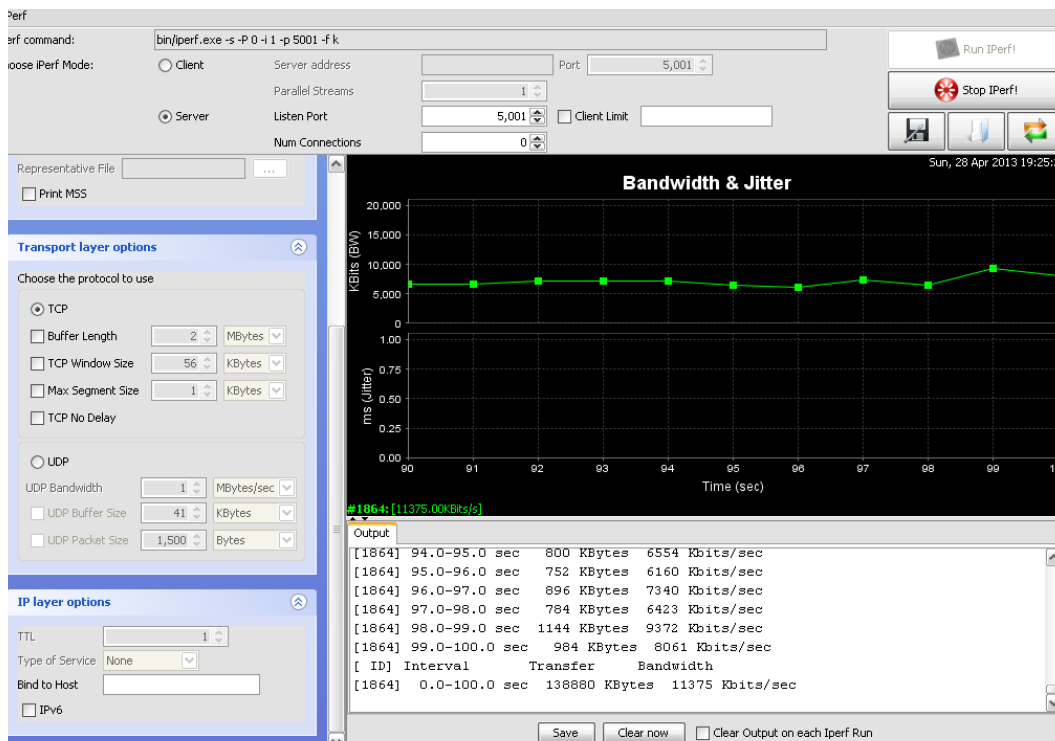 Perf
erf command: bin/iperf.exe -s -P 0 -i 1 -p 5001 -f k
oose iPerf Mode: Client Server address Port 5,001
Parallel Streams 1
Server Listen Port 5,001 Client Limit
Num Connections 0
Run IPerf!
Stop IPerf!
Representative File ...
Print MSS
Transport layer options
Choose the protocol to use
TCP
Buffer Length 2 MBytes
TCP Window Size 56 KBytes
Max Segment Size 1 KBytes
TCP No Delay
UDP
UDP Bandwidth 1 MBytes/sec
UDP Buffer Size 41 KBytes
UDP Packet Size 1,500 Bytes
IP layer options
TTL 1
Type of Service None
Bind to Host
IPv6
Sun, 28 Apr 2013 19:25:
Bandwidth & Jitter
KBits (BW)
20,000
15,000
10,000
5,000
0
ms (Jitter)
1.00
0.75
0.50
0.25
0.00
90 91 92 93 94 95 96 97 98 99 1
Time (sec)
#1864: [11375.00KBits/s]
Output
[1864] 94.0-95.0 sec 800 KBytes 6554 Kbits/sec
[1864] 95.0-96.0 sec 752 KBytes 6160 Kbits/sec
[1864] 96.0-97.0 sec 896 KBytes 7340 Kbits/sec
[1864] 97.0-98.0 sec 784 KBytes 6423 Kbits/sec
[1864] 98.0-99.0 sec 1144 KBytes 9372 Kbits/sec
[1864] 99.0-100.0 sec 984 KBytes 8061 Kbits/sec
[ ID] Interval Transfer Bandwidth
[1864] 0.0-100.0 sec 138880 KBytes 11375 Kbits/sec
Save Clear now Clear Output on each Iperf Run